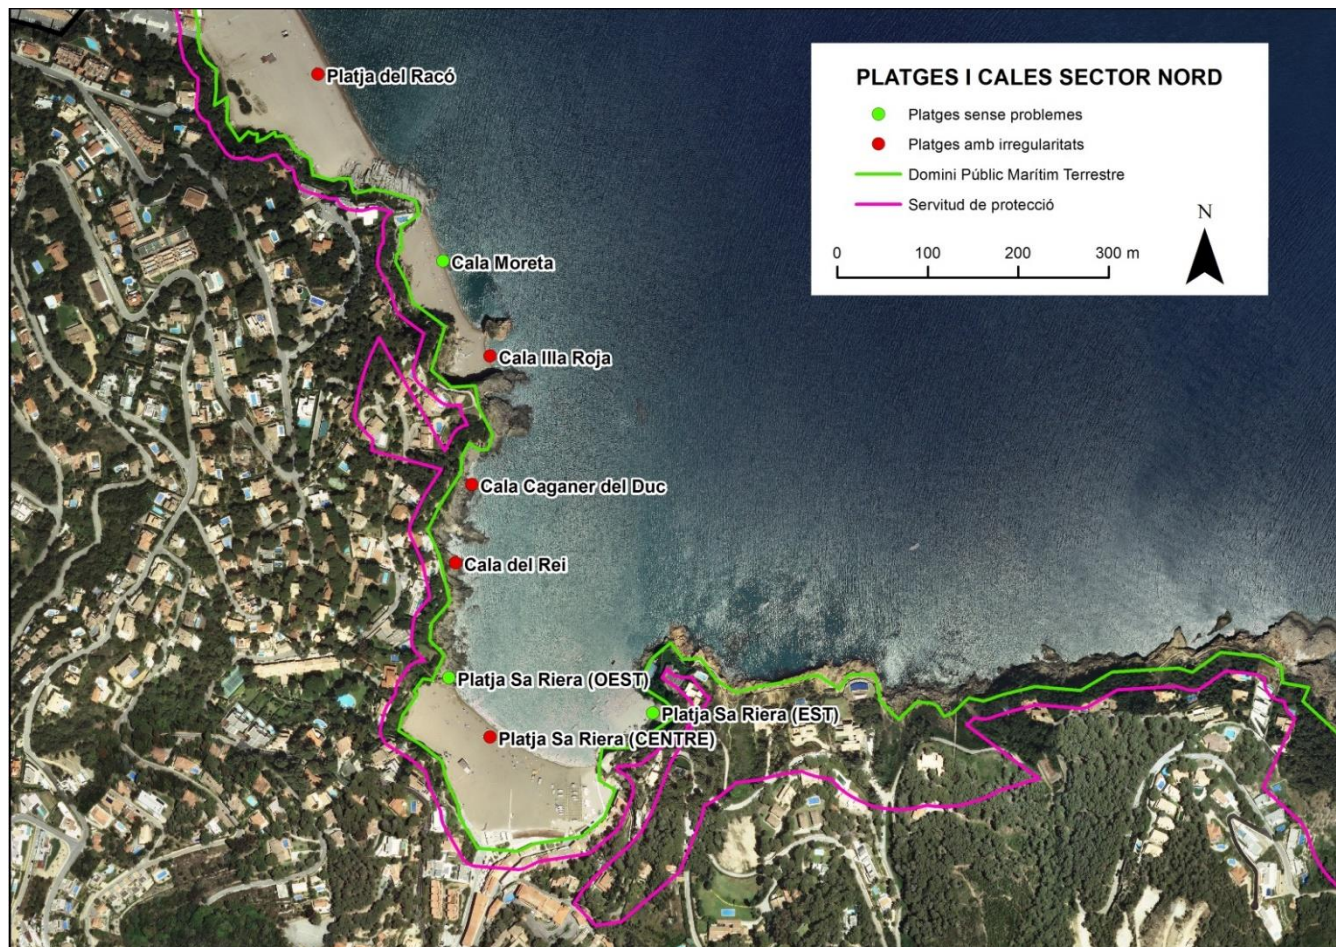 PLATGES I CALES SECTOR NORD
Platges sense problemes
Platges amb irregularitats
Domini Públic Marítim Terrestre
Servitud de protecció
0 100 200 300 m
N
Platja del Racó
Cala Moreta
Cala Illa Roja
Cala Caganer del Duc
Cala del Rei
Platja Sa Riera (OEST)
Platja Sa Riera (EST)
Platja Sa Riera (CENTRE)